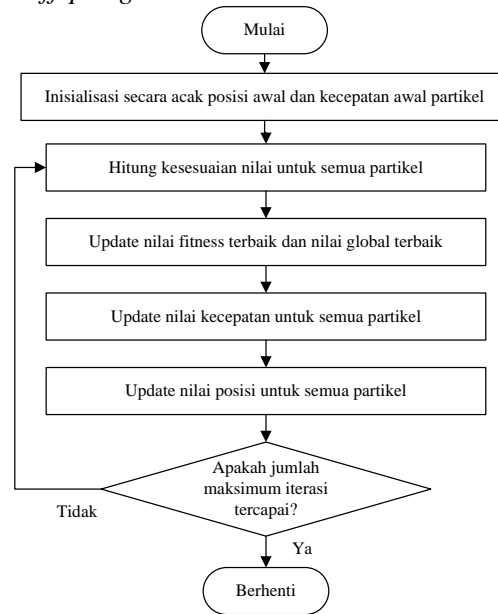 Mulai
Inisialisasi secara acak posisi awal dan kecepatan awal partikel
Hitung kesesuaian nilai untuk semua partikel
Update nilai fitness terbaik dan nilai global terbaik
Update nilai kecepatan untuk semua partikel
Update nilai posisi untuk semua partikel
Apakah jumlah
maksimum iterasi
tercapai?
Tidak
Ya
Berhenti